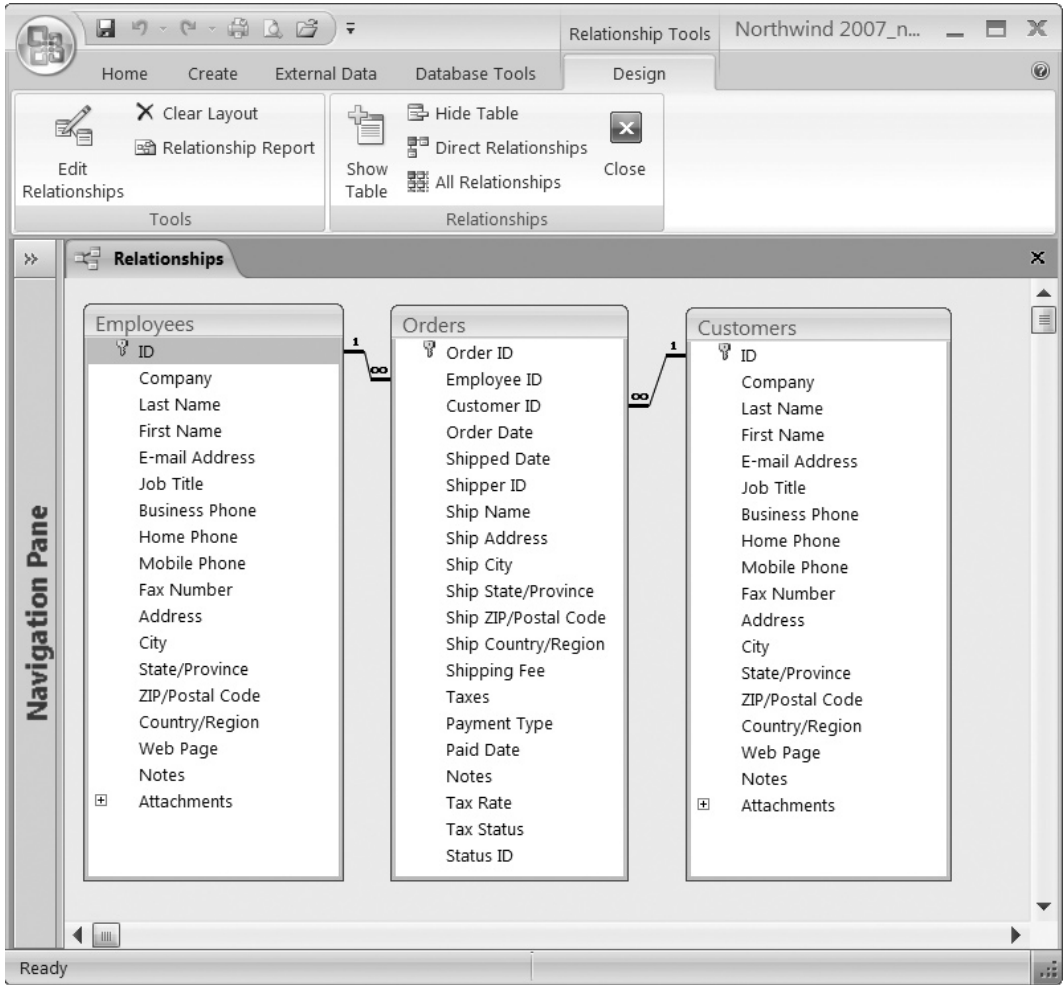 Relationship Tools
Northwind 2007_n...
Home Create External Data Database Tools Design
Clear Layout
Relationship Report
Edit
Relationships
Tools
Show
Table
Hide Table
Direct Relationships
All Relationships
Close
Relationships
Relationships
Navigation Pane
Employees
ID
Company
Last Name
First Name
E-mail Address
Job Title
Business Phone
Home Phone
Mobile Phone
Fax Number
Address
City
State/Province
ZIP/Postal Code
Country/Region
Web Page
Notes
Attachments
1
∞
Orders
Order ID
Employee ID
Customer ID
Order Date
Shipped Date
Shipper ID
Ship Name
Ship Address
Ship City
Ship State/Province
Ship ZIP/Postal Code
Ship Country/Region
Shipping Fee
Taxes
Payment Type
Paid Date
Notes
Tax Rate
Tax Status
Status ID
∞
1
Customers
ID
Company
Last Name
First Name
E-mail Address
Job Title
Business Phone
Home Phone
Mobile Phone
Fax Number
Address
City
State/Province
ZIP/Postal Code
Country/Region
Web Page
Notes
Attachments
Ready